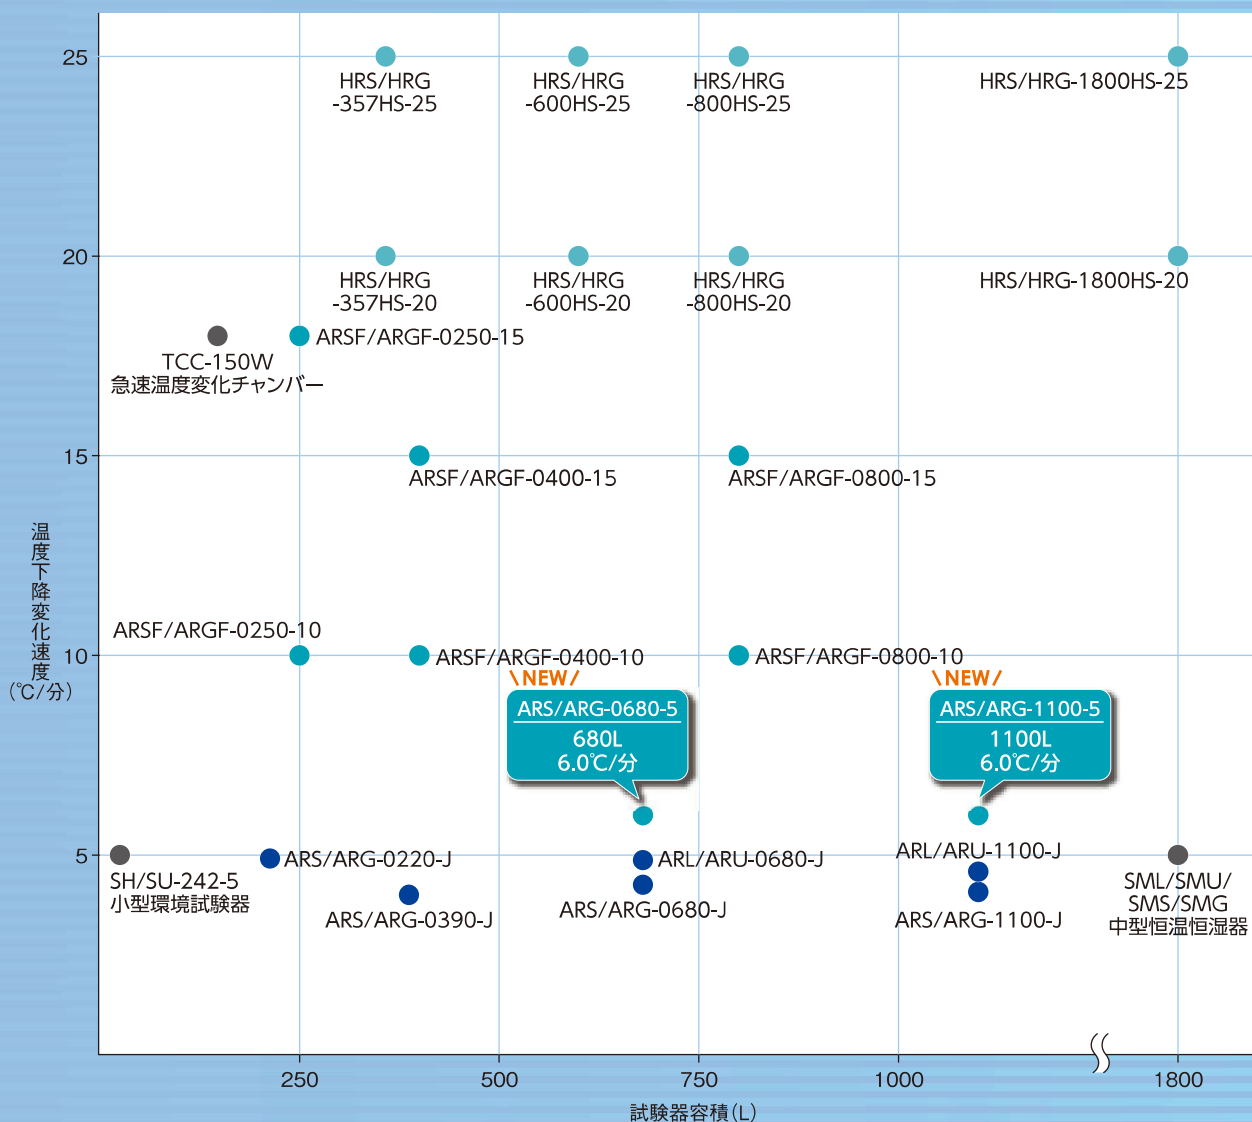 25
HRS/HRG
-357HS-25
HRS/HRG
-600HS-25
HRS/HRG
-800HS-25
HRS/HRG-1800HS-25
20
HRS/HRG
-357HS-20
HRS/HRG
-600HS-20
HRS/HRG
-800HS-20
HRS/HRG-1800HS-20
TCC-150W
急速温度変化チャンバー
ARSF/ARGF-0250-15
15
ARSF/ARGF-0400-15
ARSF/ARGF-0800-15
温度下降変化速度
(℃/分)
ARSF/ARGF-0250-10
10
ARSF/ARGF-0400-10
ARSF/ARGF-0800-10
\NEW/
ARS/ARG-0680-5
680L
6.0℃/分
\NEW/
ARS/ARG-1100-5
1100L
6.0℃/分
5
SH/SU-242-5
小型環境試験器
ARS/ARG-0220-J
ARS/ARG-0390-J
ARL/ARU-0680-J
ARS/ARG-0680-J
ARL/ARU-1100-J
ARS/ARG-1100-J
SML/SMU/
SMS/SMG
中型恒温恒湿器
250
500
750
1000
1800
試験器容積(L)